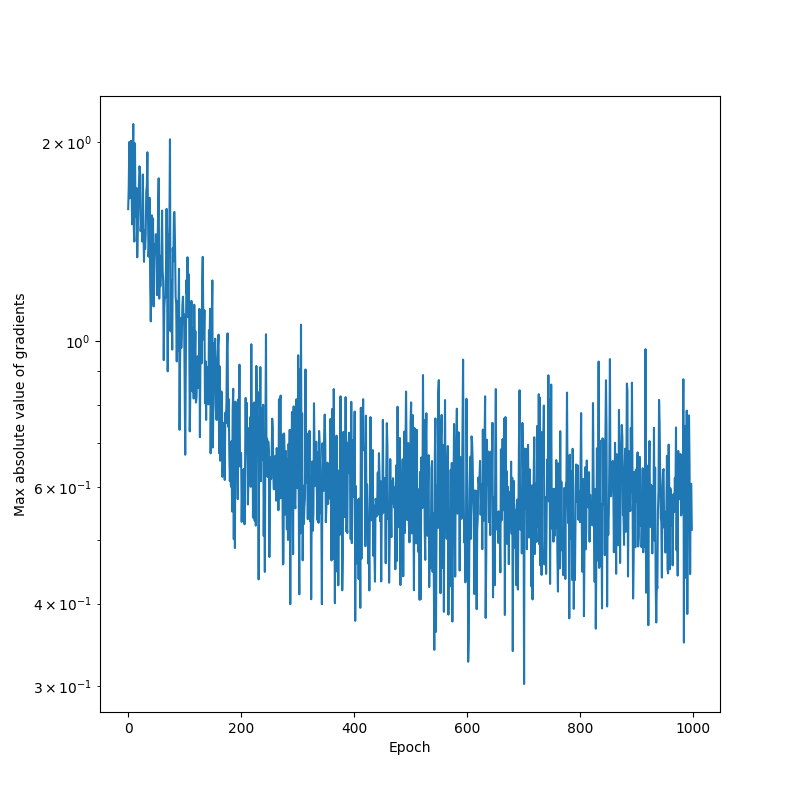 Max absolute value of gradients
2 × 10⁰
10⁰
6 × 10⁻¹
4 × 10⁻¹
3 × 10⁻¹
0 200 400 600 800 1000
Epoch